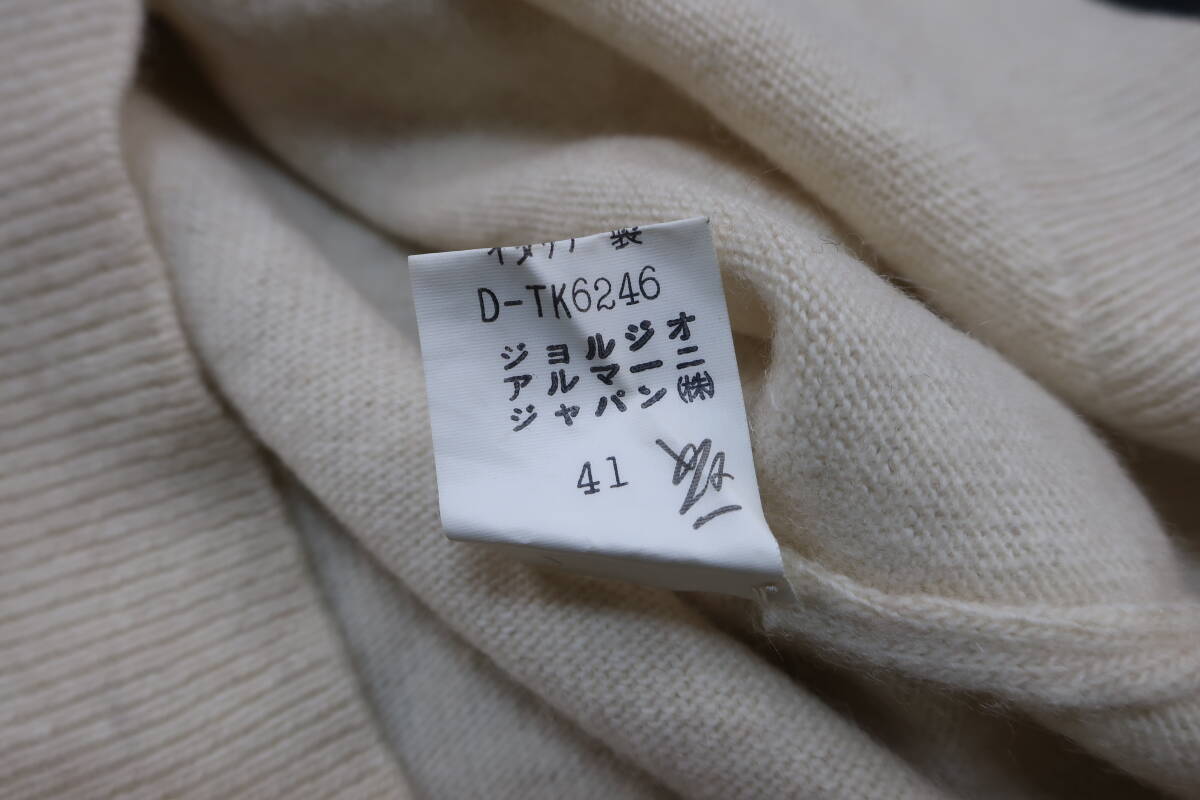 イタリア製
D-TK6246
ジョルジオ
アルマーニ
ジャパン(株)
41